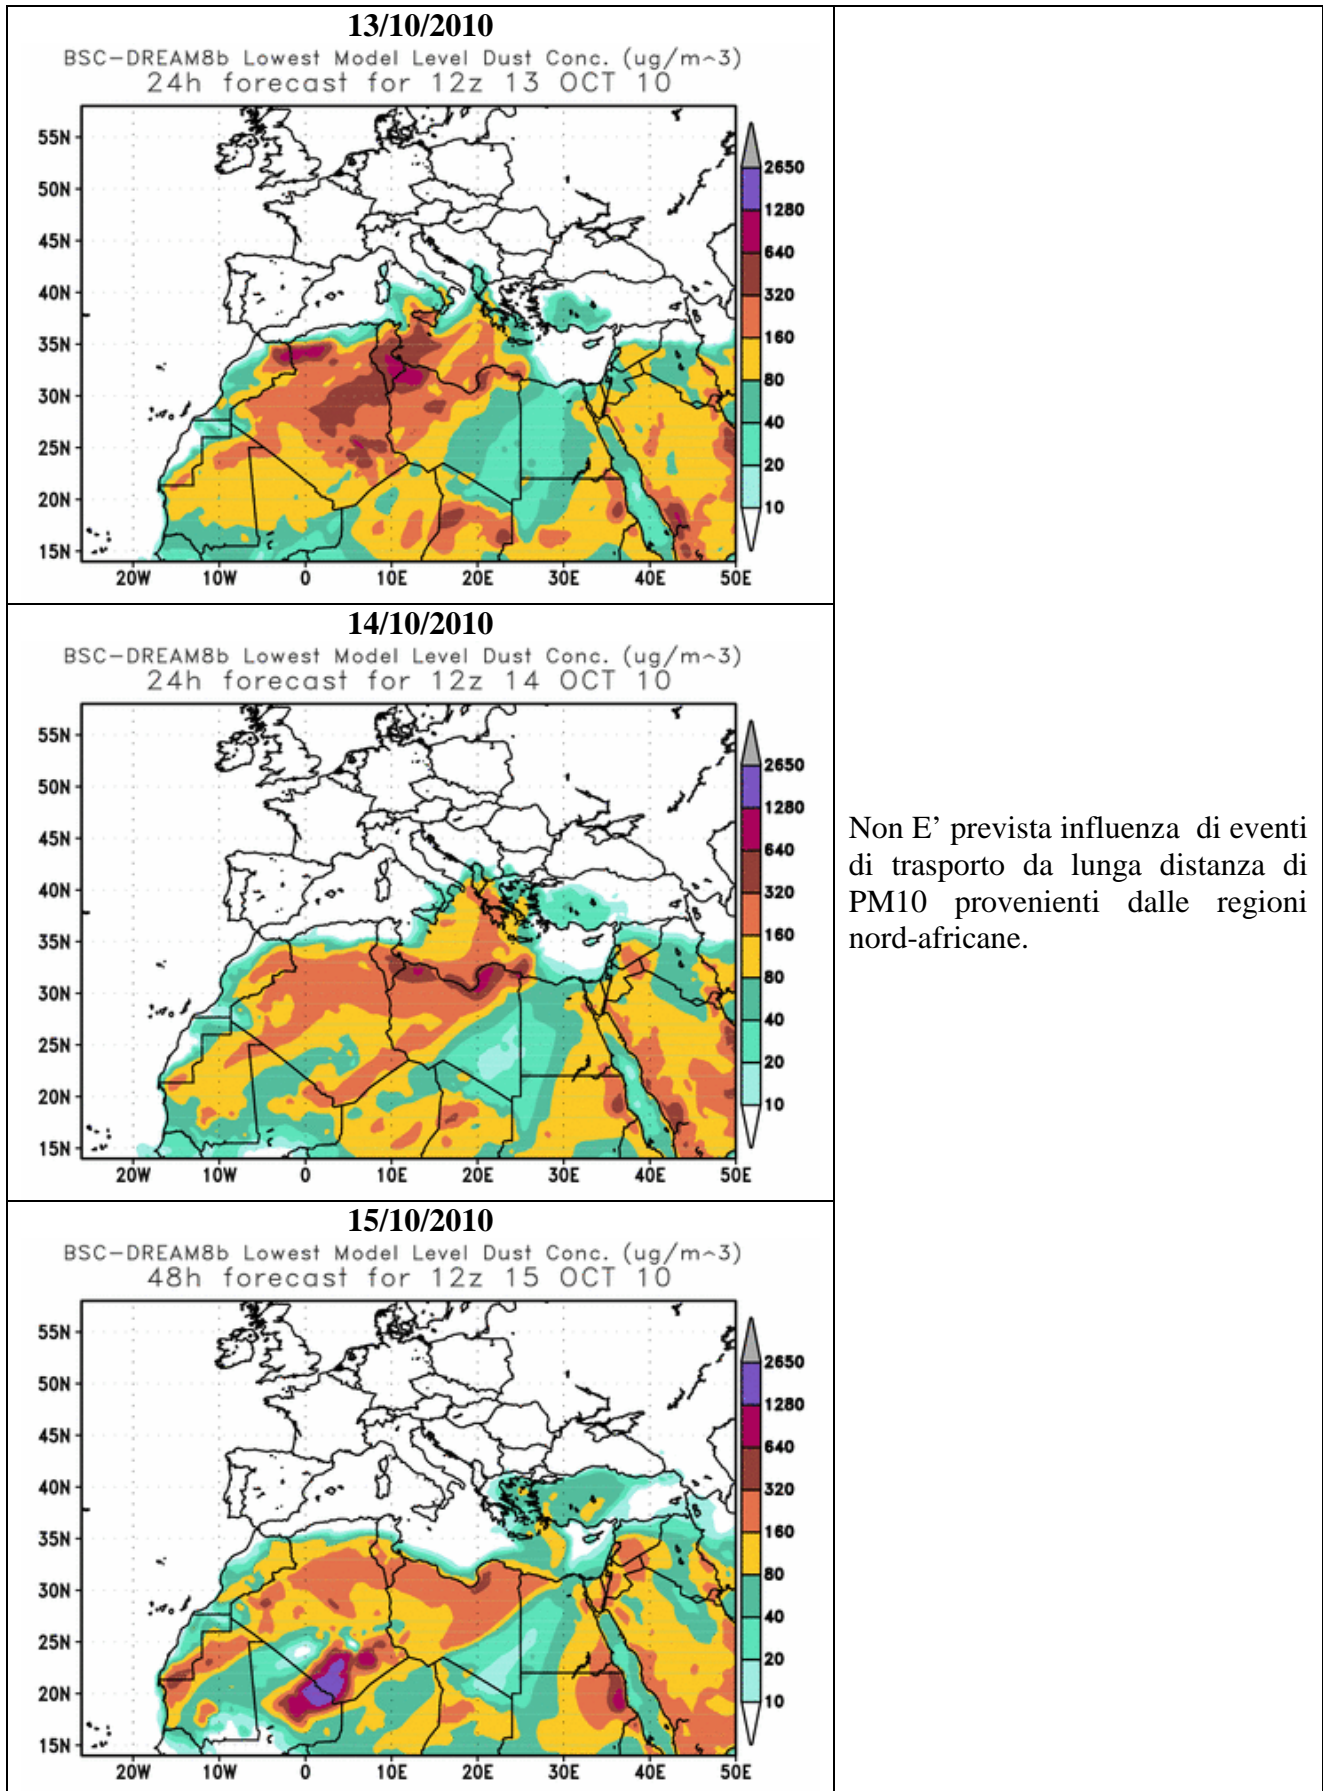 13/10/2010
BSC-DREAM8b Lowest Model Level Dust Conc. (ug/m^3)
24h forecast for 12z 13 OCT 10
55N
50N
45N
40N
35N
30N
25N
20N
15N
20W 10W 0 10E 20E 30E 40E 50E
2650
1280
640
320
160
80
40
20
10
14/10/2010
BSC-DREAM8b Lowest Model Level Dust Conc. (ug/m^3)
24h forecast for 12z 14 OCT 10
55N
50N
45N
40N
35N
30N
25N
20N
15N
20W 10W 0 10E 20E 30E 40E 50E
2650
1280
640
320
160
80
40
20
10
Non E’ prevista influenza di eventi
di trasporto da lunga distanza di
PM10 provenienti dalle regioni
nord-africane.
15/10/2010
BSC-DREAM8b Lowest Model Level Dust Conc. (ug/m^3)
48h forecast for 12z 15 OCT 10
55N
50N
45N
40N
35N
30N
25N
20N
15N
20W 10W 0 10E 20E 30E 40E 50E
2650
1280
640
320
160
80
40
20
10